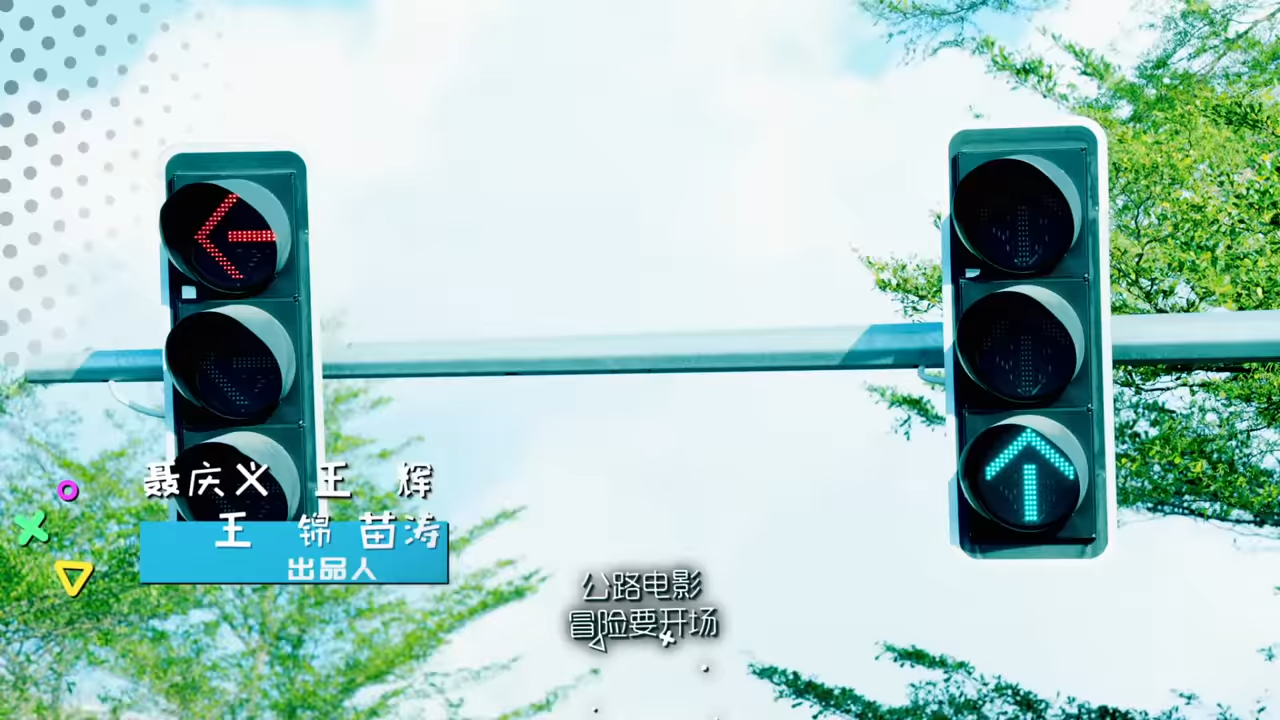 聂庆义 王 辉
王 锦 苗涛
出品人
公路电影
冒险要开场